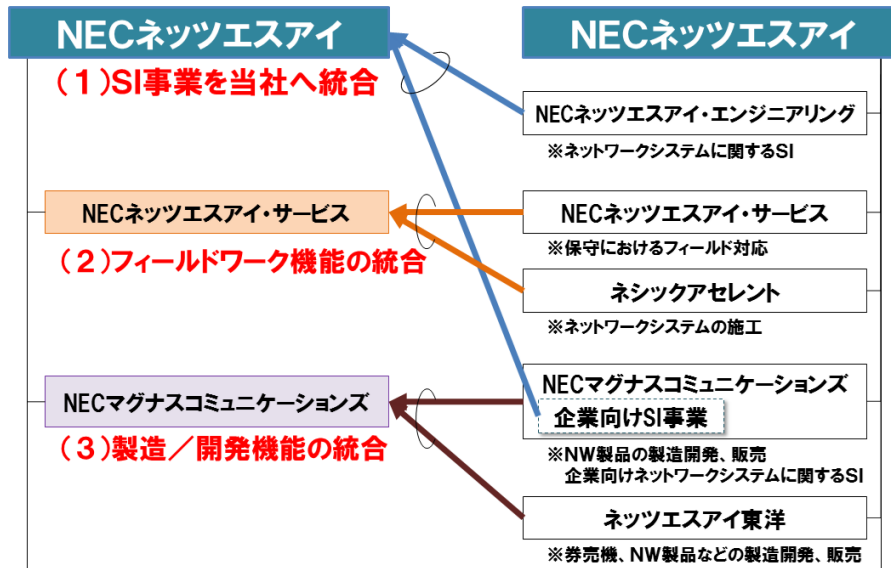 NECネッツエスアイ
(1)SI事業を当社へ統合
NECネッツエスアイ・サービス
(2)フィールドワーク機能の統合
NECマグナスコミュニケーションズ
(3)製造／開発機能の統合
NECネッツエスアイ
NECネッツエスアイ・エンジニアリング
※ネットワークシステムに関するSI
NECネッツエスアイ・サービス
※保守におけるフィールド対応
ネシックアセレント
※ネットワークシステムの施工
NECマグナスコミュニケーションズ
企業向けSI事業
※NW製品の製造開発、販売
企業向けネットワークシステムに関するSI
ネッツエスアイ東洋
※券売機、NW製品などの製造開発、販売